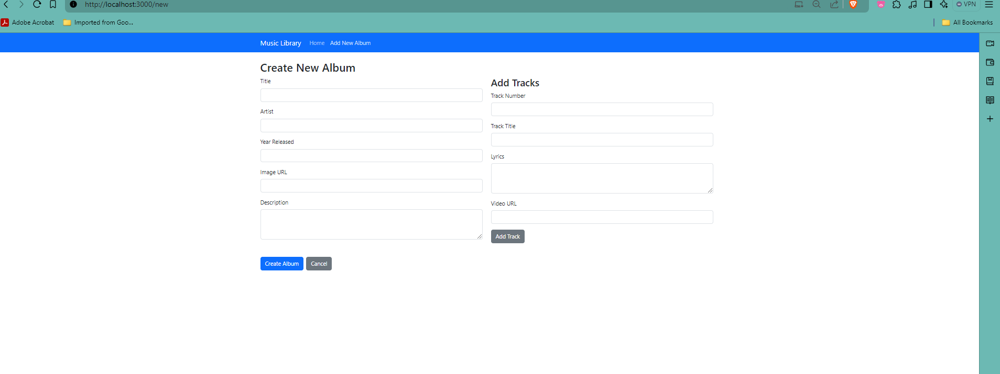 http://localhost:3000/new
VPN
Adobe Acrobat
Imported from Goo...
All Bookmarks
Music Library Home Add New Album
Create New Album
Title
Artist
Year Released
Image URL
Description
Add Tracks
Track Number
Track Title
Lyrics
Video URL
Add Track
Create Album Cancel